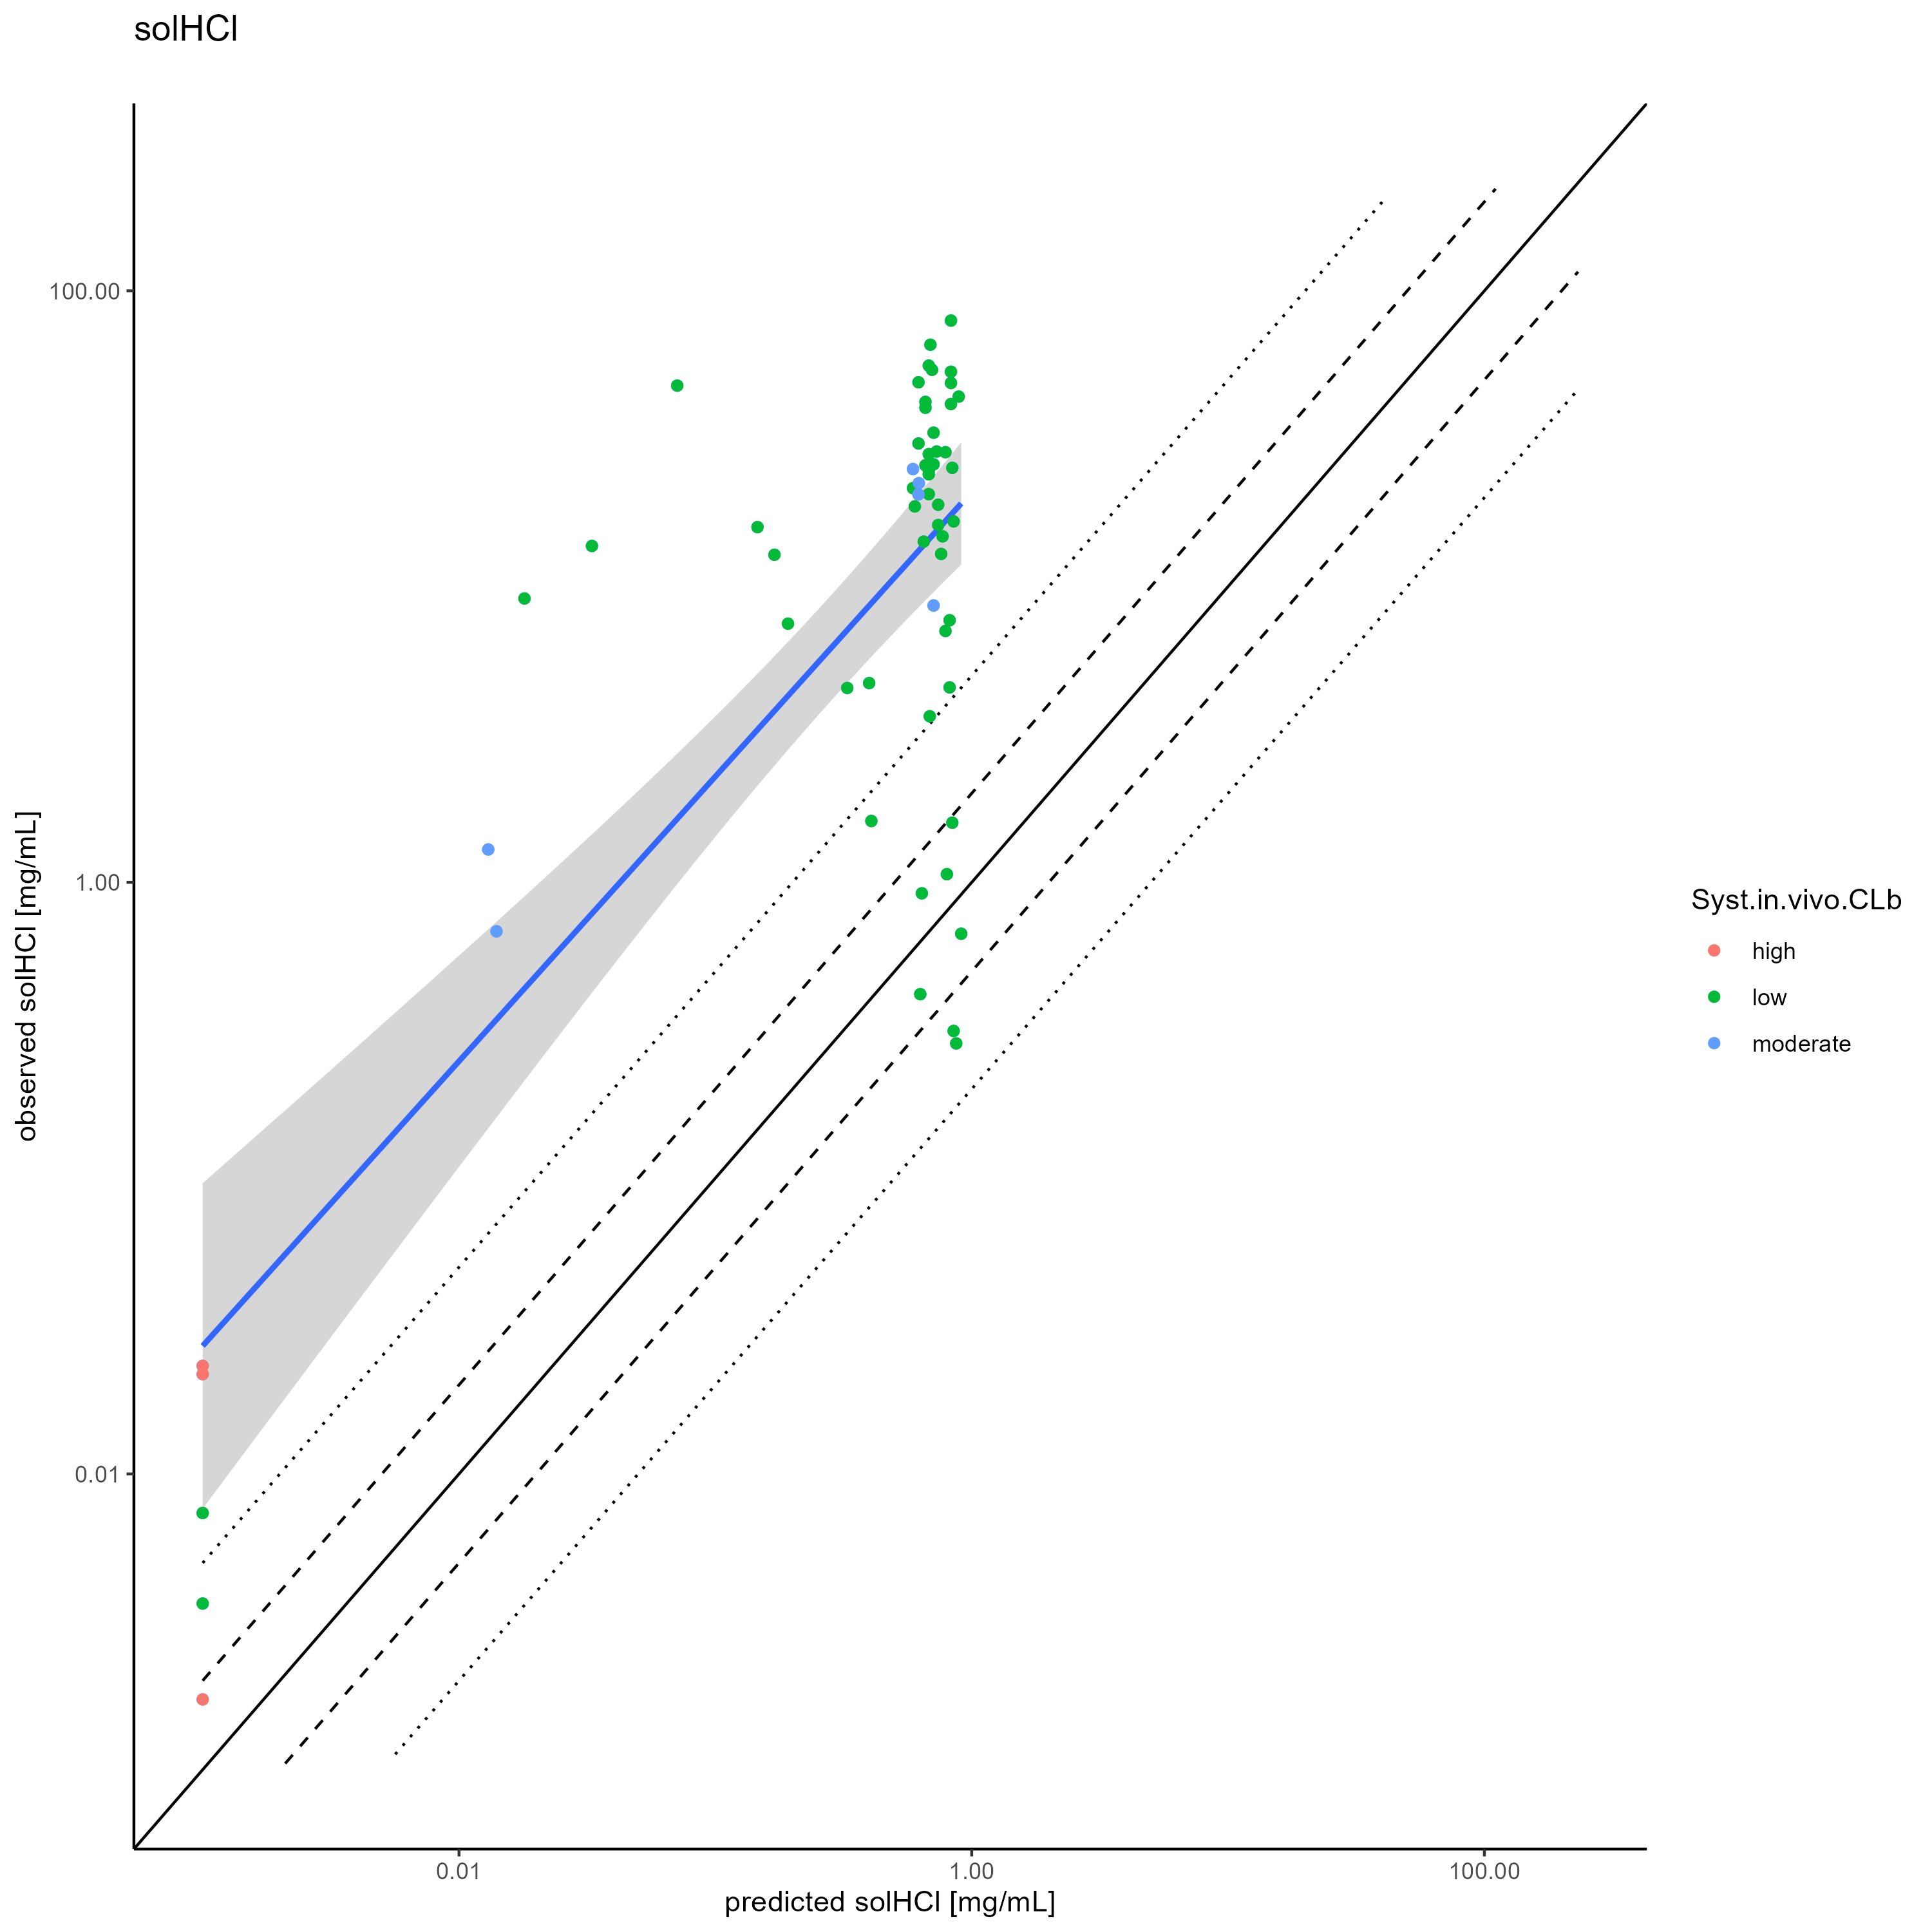 solHCl
100.00
1.00
0.01
observed solHCl [mg/mL]
0.01 1.00 100.00
predicted solHCl [mg/mL]
Syst.in.vivo.CLb
high
low
moderate